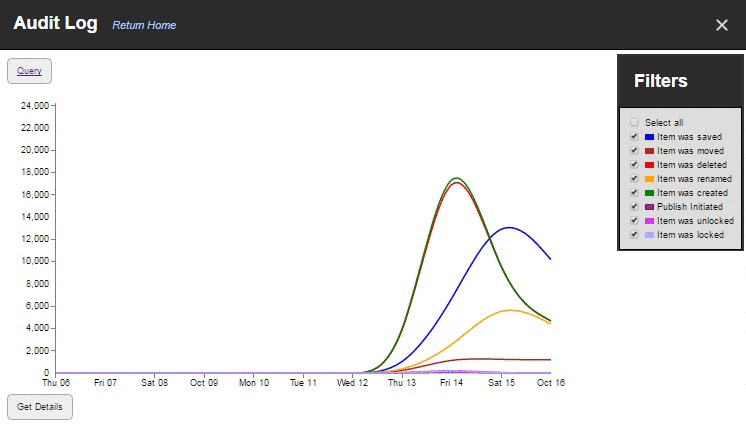 Audit Log Return Home ×
Query
Filters
Select all
Item was saved
Item was moved
Item was deleted
Item was renamed
Item was created
Publish Initiated
Item was unlocked
Item was locked
24,000
22,000
20,000
18,000
16,000
14,000
12,000
10,000
8,000
6,000
4,000
2,000
0
Thu 06 Fri 07 Sat 08 Oct 09 Mon 10 Tue 11 Wed 12 Thu 13 Fri 14 Sat 15 Oct 16
Get Details